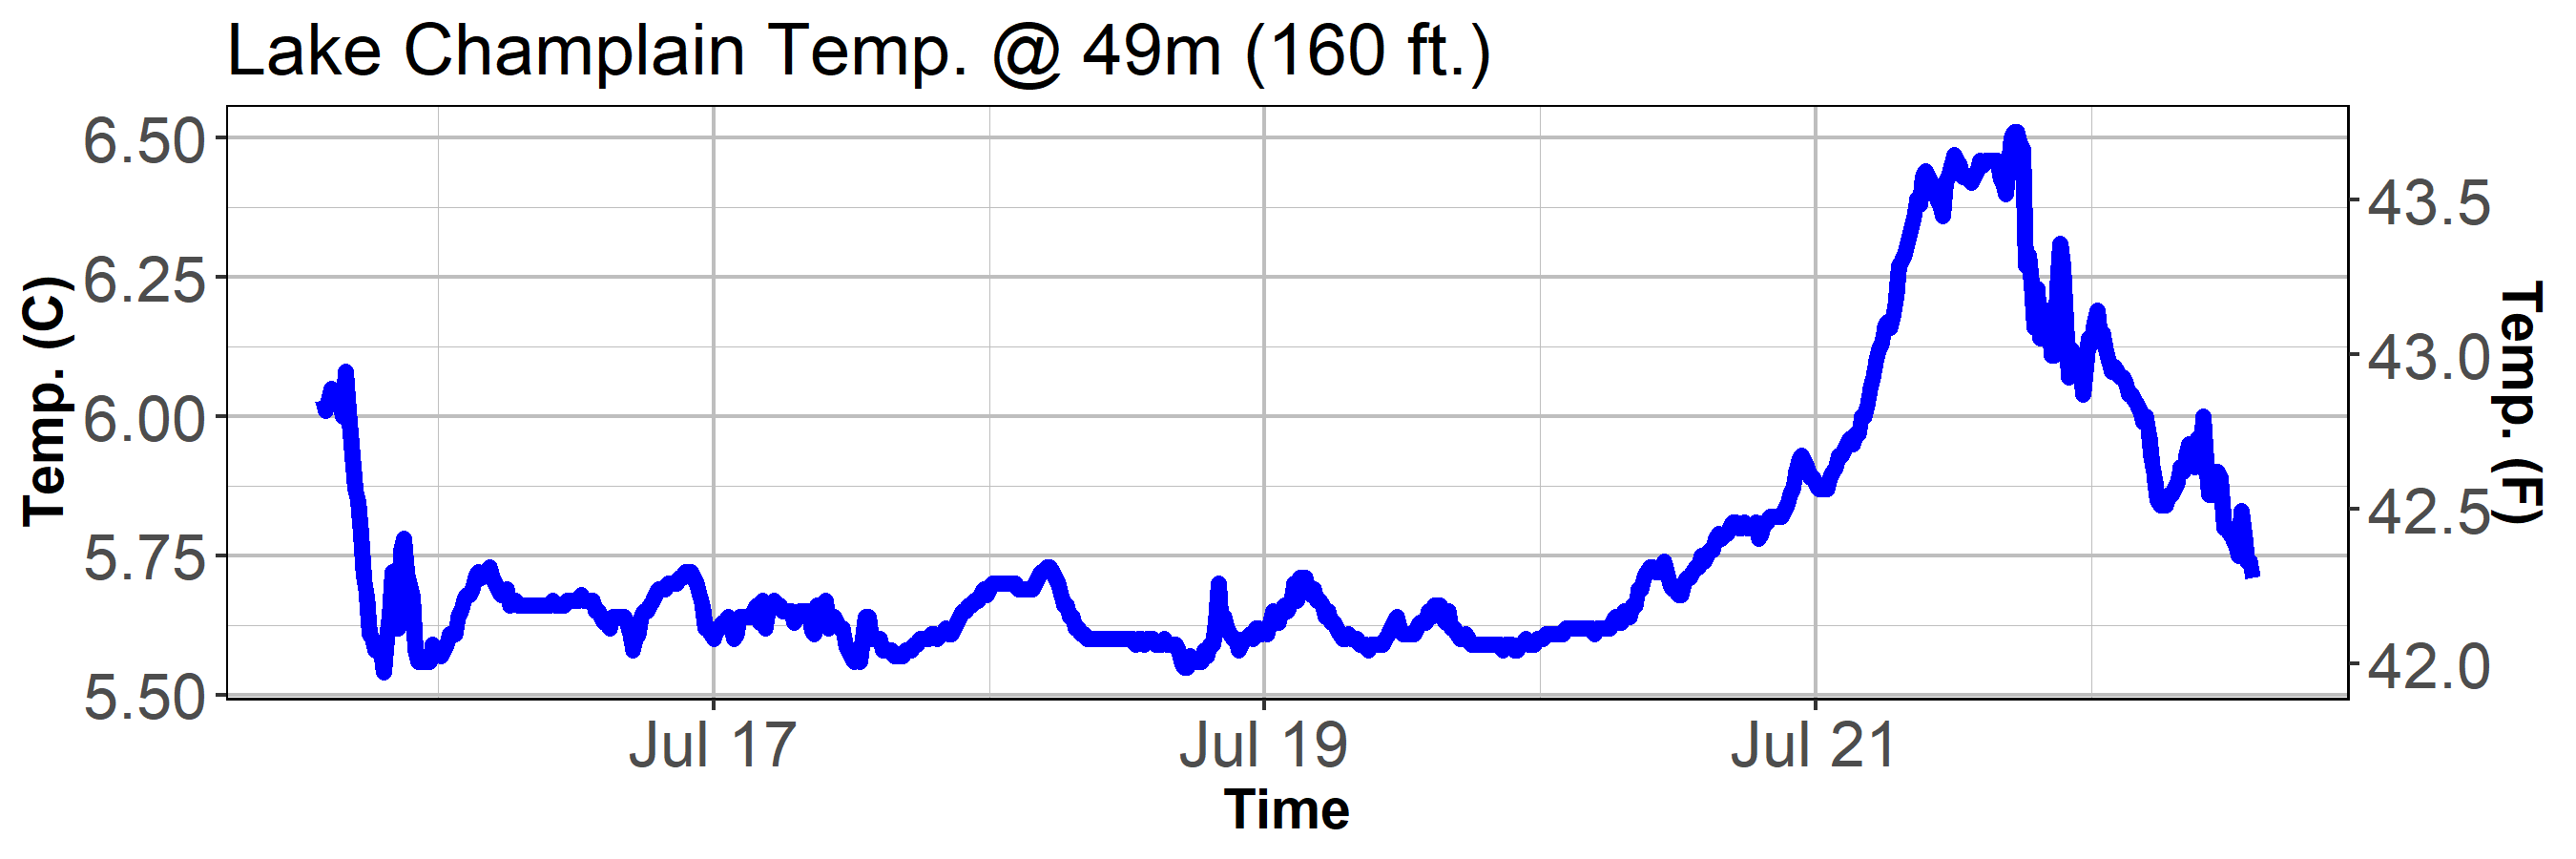 Lake Champlain Temp. @ 49m (160 ft.)
Temp. (C)
6.50
6.25
6.00
5.75
5.50
43.5
43.0
42.5
42.0
Temp. (F)
Jul 17
Jul 19
Jul 21
Time